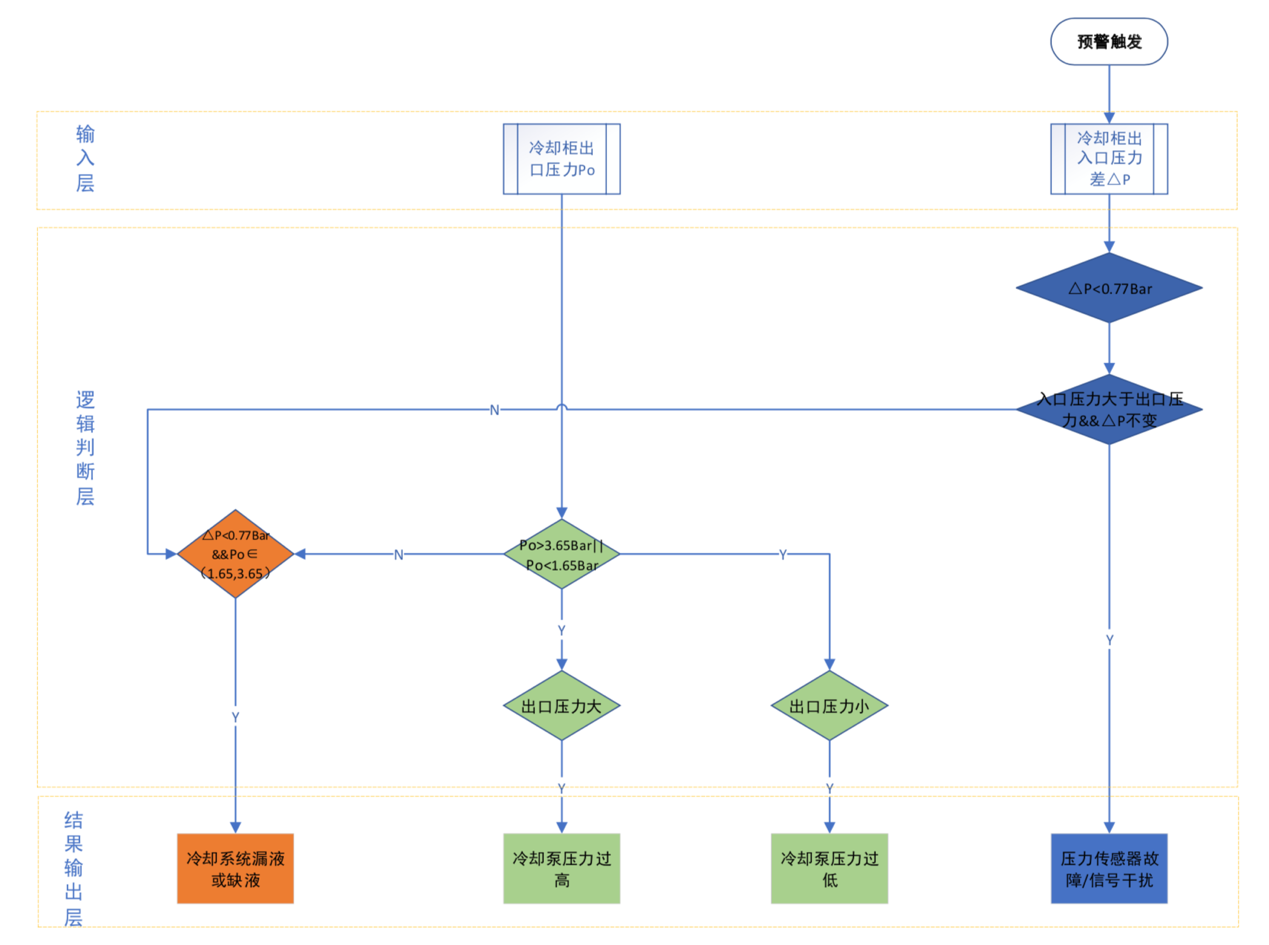 预警触发
输
入
层
冷却柜出
口压力Po
冷却柜出
入口压力
差△P
△P<0.77Bar
逻
辑
判
断
层
入口压力大于出口压
力&&△P不变
N
△P<0.77Bar
&&Po∈
(1.65,3.65)
N
Po>3.65Bar||
Po<1.65Bar
Y
Y
Y
出口压力大
出口压力小
Y
Y
Y
结
果
输
出
层
冷却系统漏液
或缺液
冷却泵压力过
高
冷却泵压力过
低
压力传感器故
障/信号干扰